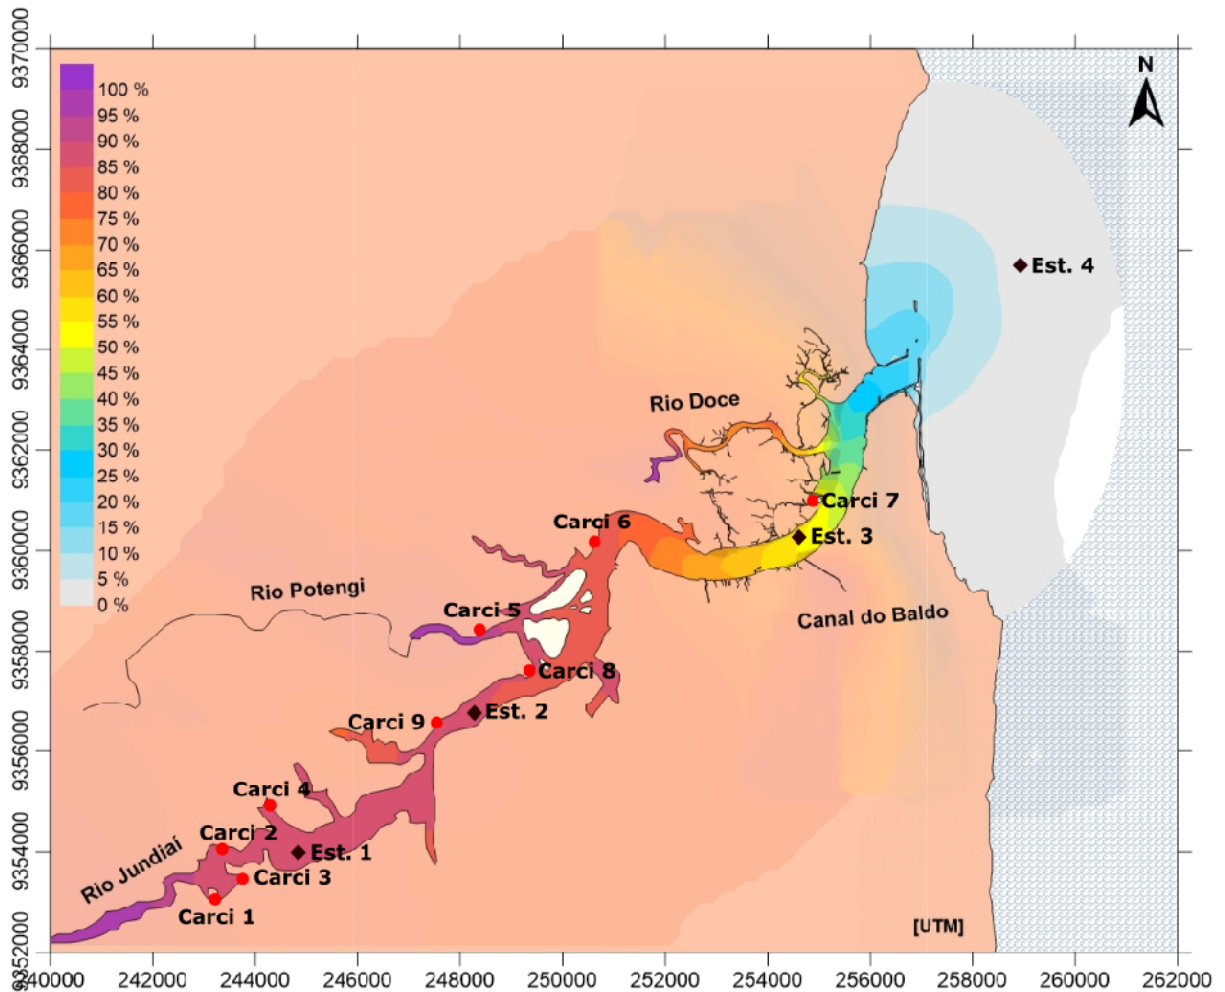 9370000
9368000
9366000
9364000
9362000
9360000
9358000
9356000
9354000
9352000
100 %
95 %
90 %
85 %
80 %
75 %
70 %
65 %
60 %
55 %
50 %
45 %
40 %
35 %
30 %
25 %
20 %
15 %
10 %
5 %
0 %
N
Est. 4
Rio Doce
Carci 7
Carci 6
Est. 3
Rio Potengi
Carci 5
Canal do Baldo
Carci 8
Est. 2
Carci 9
Carci 4
Carci 2
Est. 1
Rio Jundiaí
Carci 3
Carci 1
[UTM]
240000 242000 244000 246000 248000 250000 252000 254000 256000 258000 260000 262000